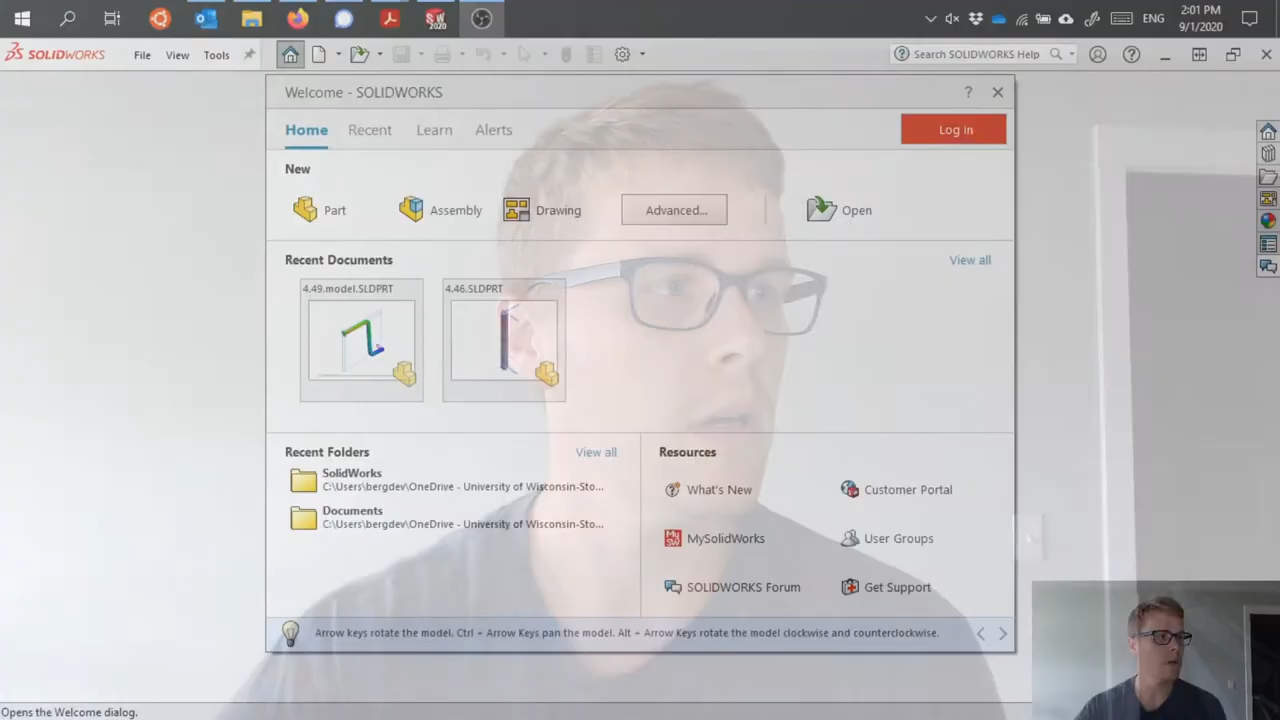 SW
2020
ENG
2:01 PM
9/1/2020
SOLIDWORKS
File
View
Tools
Search SOLIDWORKS Help
Welcome - SOLIDWORKS
?
Home
Recent
Learn
Alerts
Log In
New
Part
Assembly
Drawing
Advanced...
Open
Recent Documents
View all
4.49.model.SLDPRT
4.46.SLDPRT
Recent Folders
View all
SolidWorks
C:\Users\bergdev\OneDrive - University of Wisconsin-Sto...
Documents
C:\Users\bergdev\OneDrive - University of Wisconsin-Sto...
Resources
What's New
Customer Portal
My
SW
MySolidWorks
User Groups
SOLIDWORKS Forum
Get Support
Arrow keys rotate the model. Ctrl + Arrow Keys pan the model. Alt + Arrow Keys rotate the model clockwise and counterclockwise.
Opens the Welcome dialog.